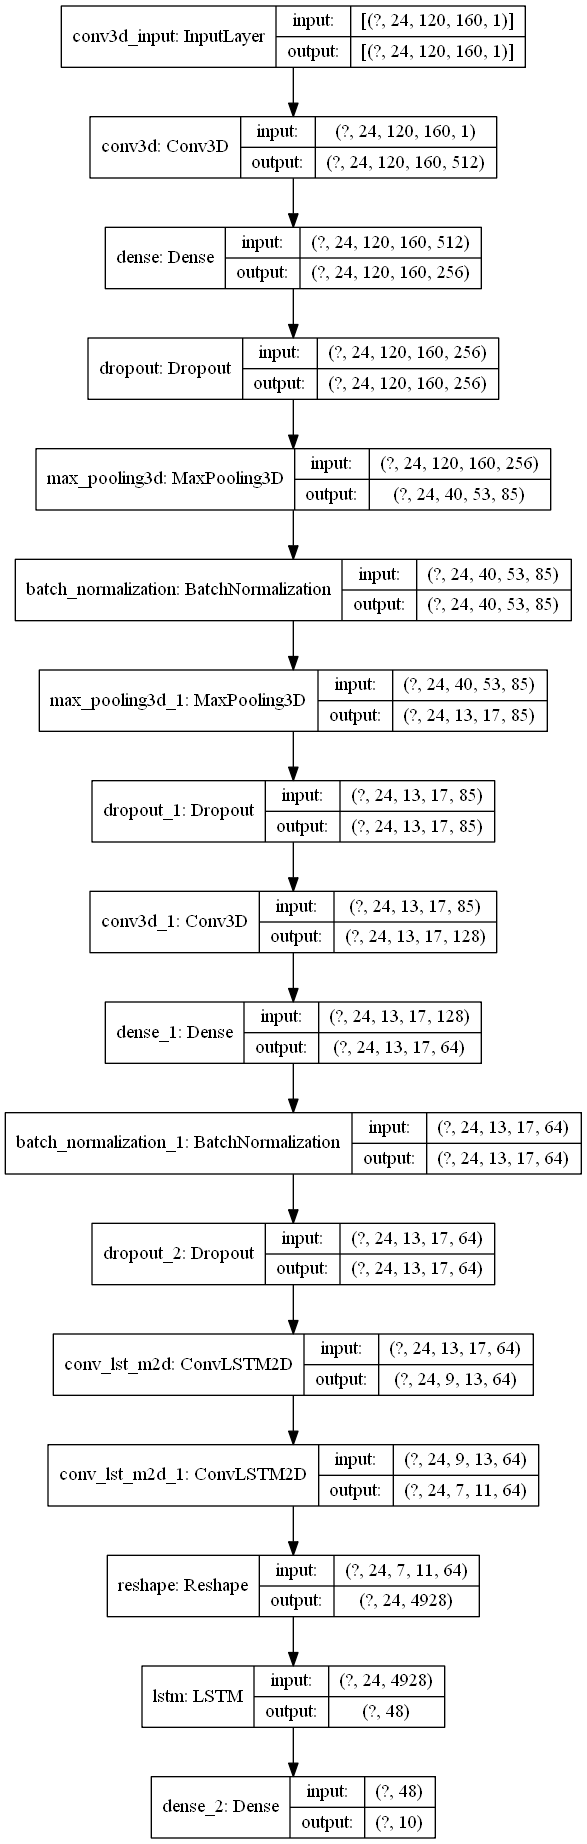 conv3d_input: InputLayer
input: [(?, 24, 120, 160, 1)]
output: [(?, 24, 120, 160, 1)]
conv3d: Conv3D
input: (?, 24, 120, 160, 1)
output: (?, 24, 120, 160, 512)
dense: Dense
input: (?, 24, 120, 160, 512)
output: (?, 24, 120, 160, 256)
dropout: Dropout
input: (?, 24, 120, 160, 256)
output: (?, 24, 120, 160, 256)
max_pooling3d: MaxPooling3D
input: (?, 24, 120, 160, 256)
output: (?, 24, 40, 53, 85)
batch_normalization: BatchNormalization
input: (?, 24, 40, 53, 85)
output: (?, 24, 40, 53, 85)
max_pooling3d_1: MaxPooling3D
input: (?, 24, 40, 53, 85)
output: (?, 24, 13, 17, 85)
dropout_1: Dropout
input: (?, 24, 13, 17, 85)
output: (?, 24, 13, 17, 85)
conv3d_1: Conv3D
input: (?, 24, 13, 17, 85)
output: (?, 24, 13, 17, 128)
dense_1: Dense
input: (?, 24, 13, 17, 128)
output: (?, 24, 13, 17, 64)
batch_normalization_1: BatchNormalization
input: (?, 24, 13, 17, 64)
output: (?, 24, 13, 17, 64)
dropout_2: Dropout
input: (?, 24, 13, 17, 64)
output: (?, 24, 13, 17, 64)
conv_lst_m2d: ConvLSTM2D
input: (?, 24, 13, 17, 64)
output: (?, 24, 9, 13, 64)
conv_lst_m2d_1: ConvLSTM2D
input: (?, 24, 9, 13, 64)
output: (?, 24, 7, 11, 64)
reshape: Reshape
input: (?, 24, 7, 11, 64)
output: (?, 24, 4928)
lstm: LSTM
input: (?, 24, 4928)
output: (?, 48)
dense_2: Dense
input: (?, 48)
output: (?, 10)